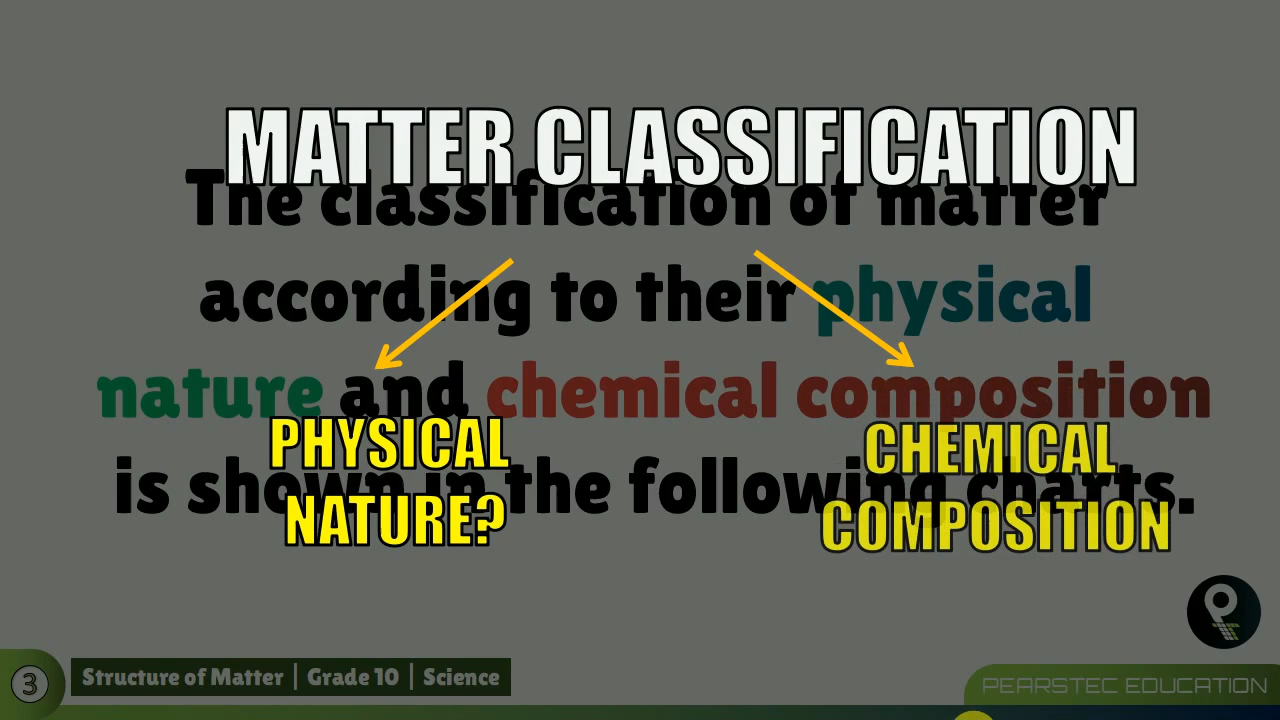 MATTER CLASSIFICATION
The classification of matter
according to their physical
nature and chemical composition
is shown in the following charts.
PHYSICAL
NATURE?
CHEMICAL
COMPOSITION
3
Structure of Matter | Grade 10 | Science
PEARSTEC EDUCATION